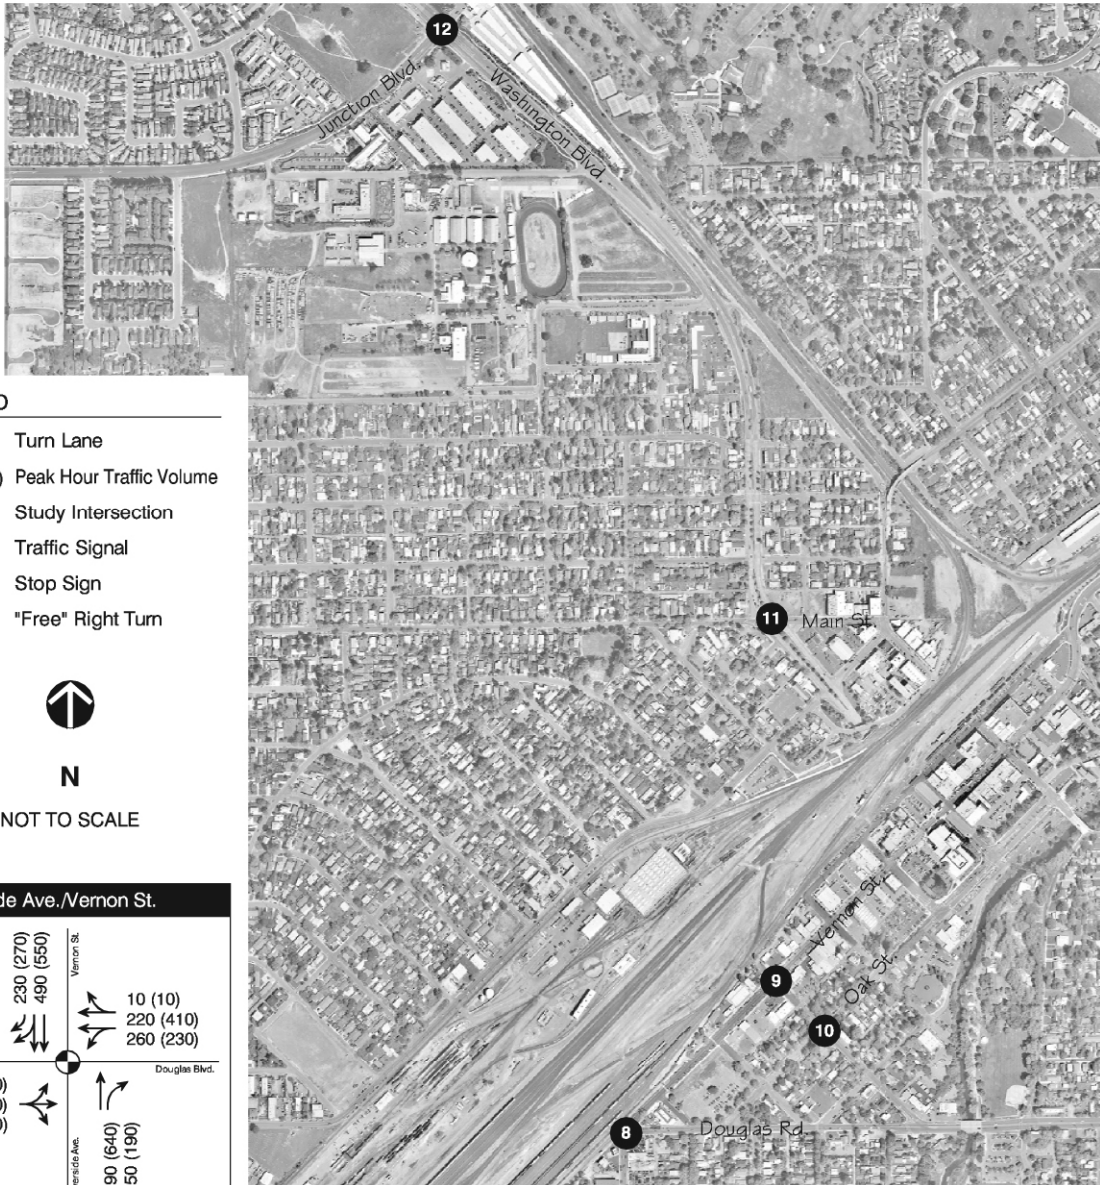 12
Junction Blvd.
Washington Blvd.
Turn Lane
) Peak Hour Traffic Volume
Study Intersection
Traffic Signal
Stop Sign
"Free" Right Turn
11
Main St.
N
NOT TO SCALE
de Ave./Vernon St.
230 (270)
490 (550)
Vernon St.
10 (10)
220 (410)
260 (230)
Douglas Blvd.
erside Ave.
90 (640)
50 (190)
Vernon St.
9
Oak St.
10
8
Douglas Rd.